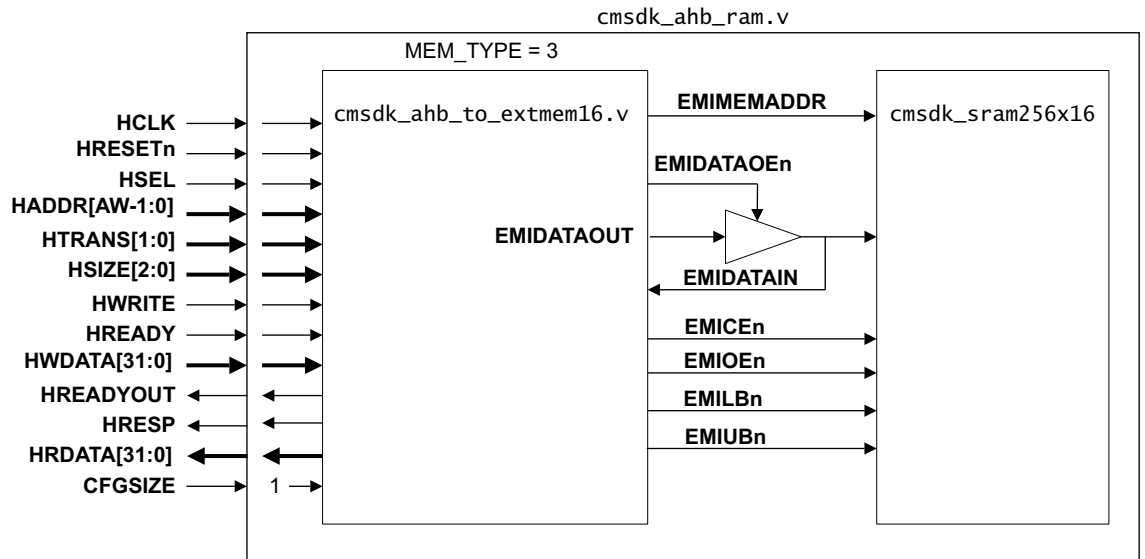 cmsdk_ahb_ram.v
MEM_TYPE = 3
cmsdk_ahb_to_extmem16.v
cmsdk_sram256x16
HCLK
HRESETn
HSEL
HADDR[AW-1:0]
HTRANS[1:0]
HSIZE[2:0]
HWRITE
HREADY
HWDATA[31:0]
HREADYOUT
HRESP
HRDATA[31:0]
CFGSIZE
1
EMIMEMADDR
EMIDATAOEn
EMIDATAOUT
EMIDATAIN
EMICEn
EMIOEn
EMILBn
EMIUBn